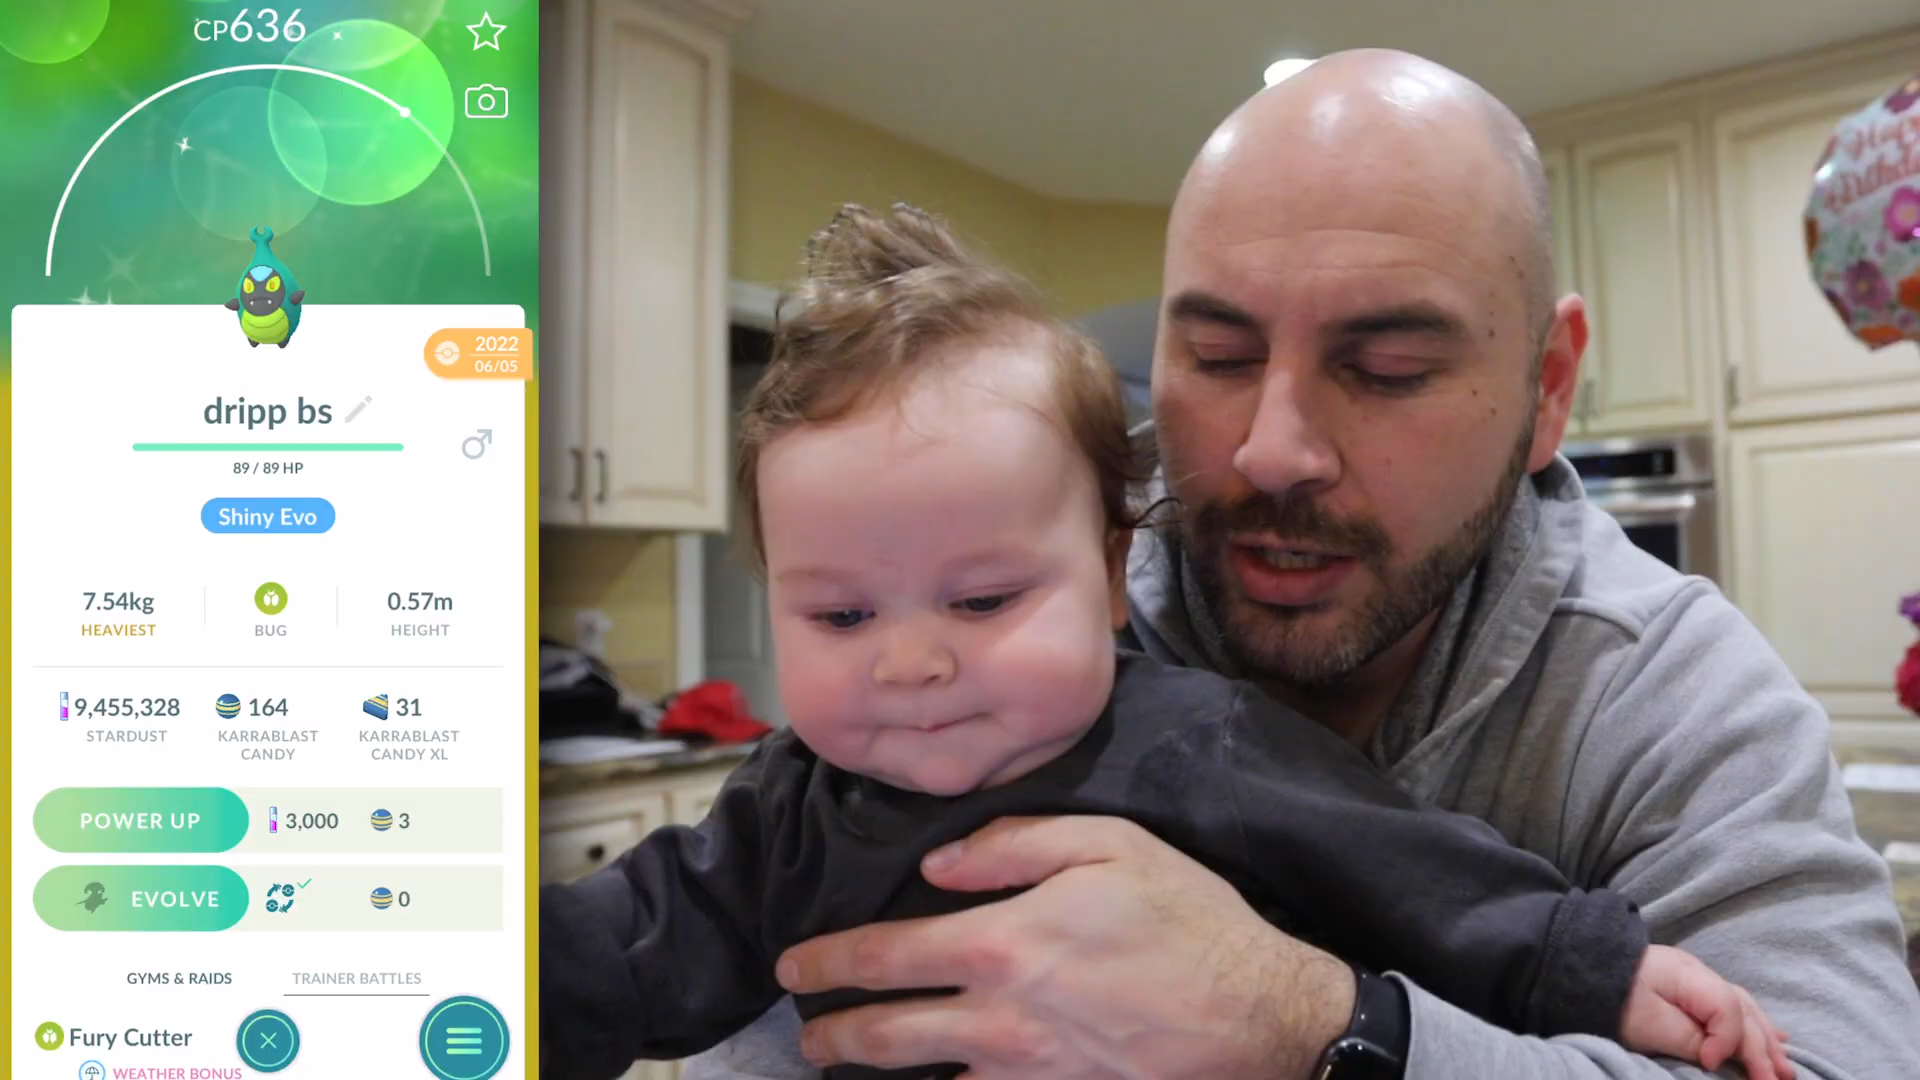 CP636
2022
06/05
dripp bs
89 / 89 HP
Shiny Evo
7.54kg
HEAVIEST
BUG
0.57m
HEIGHT
9,455,328
STARDUST
164
KARRABLAST
CANDY
31
KARRABLAST
CANDY XL
POWER UP
3,000
3
EVOLVE
0
GYMS & RAIDS
TRAINER BATTLES
Fury Cutter
WEATHER BONUS
Happy
Birthday